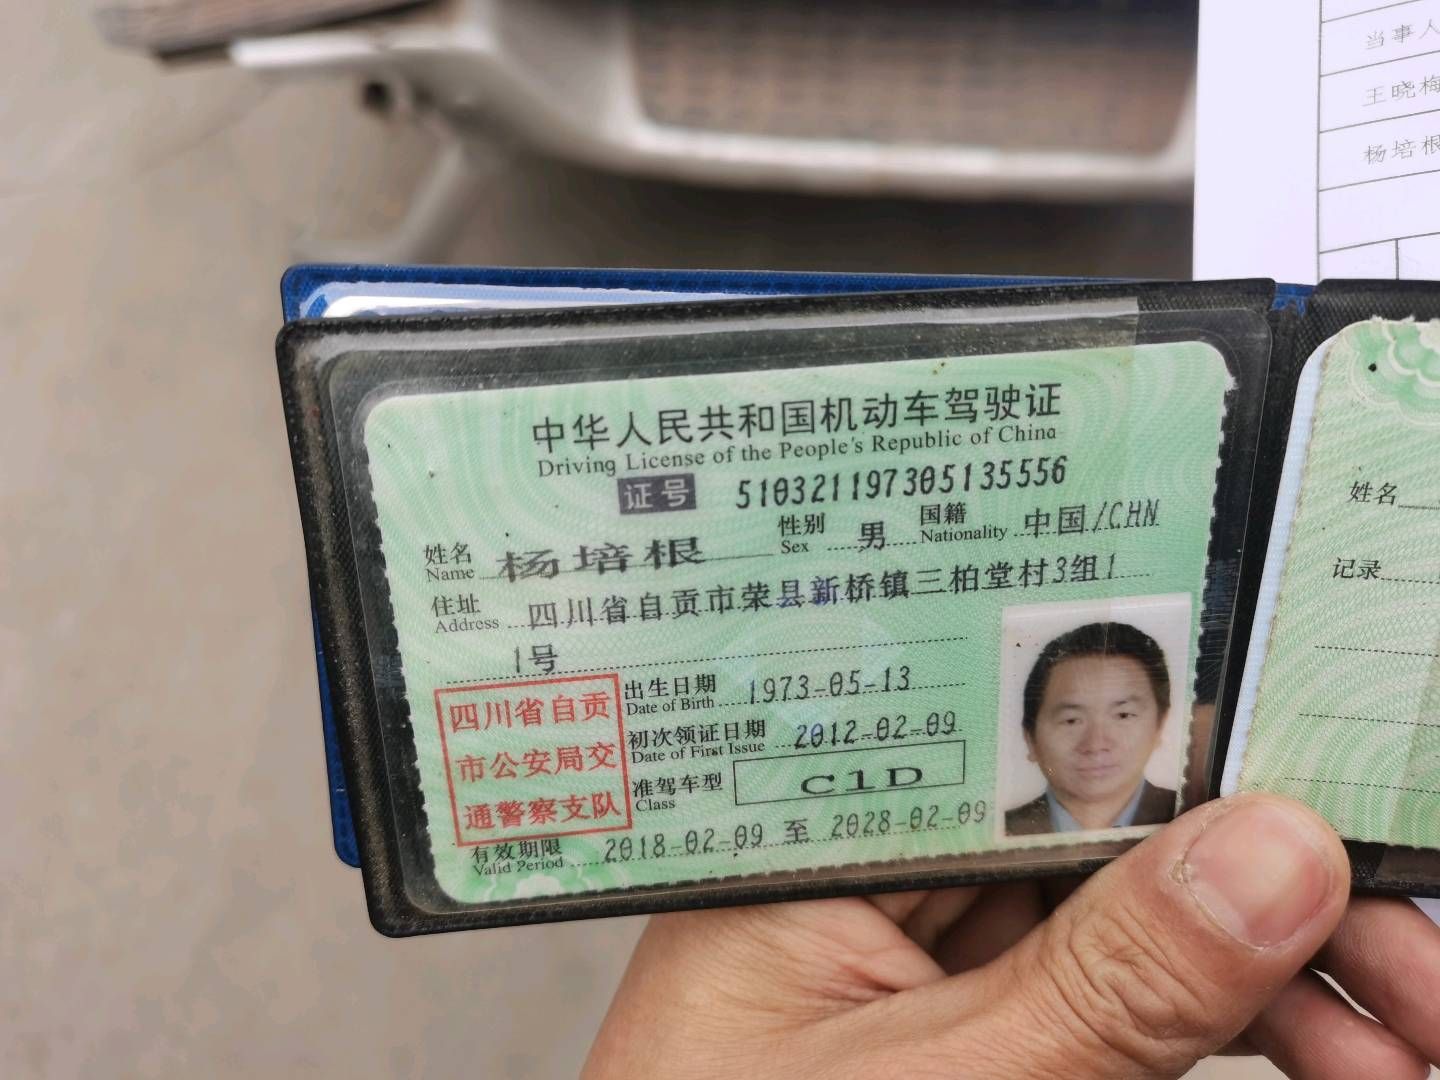 当事人
王晓梅
杨培根
中华人民共和国机动车驾驶证
Driving License of the People's Republic of China
证号 510321197305135556
姓名 Name 杨培根 性别 Sex 男 国籍 Nationality 中国/CHN
住址 Address 四川省自贡市荣县新桥镇三柏堂村3组1
1号
四川省自贡
市公安局交
通警察支队
出生日期 Date of Birth 1973-05-13
初次领证日期 Date of First Issue 2012-02-09
准驾车型 Class C1D
有效期限 Valid Period 2018-02-09 至 2028-02-09
姓名
记录